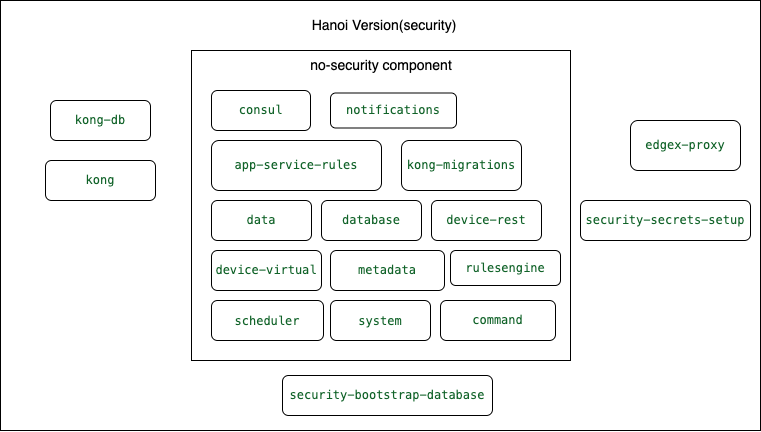 Hanoi Version(security)
no-security component
consul
notifications
kong-db
edgex-proxy
app-service-rules
kong-migrations
kong
data
database
device-rest
security-secrets-setup
device-virtual
metadata
rulesengine
scheduler
system
command
security-bootstrap-database